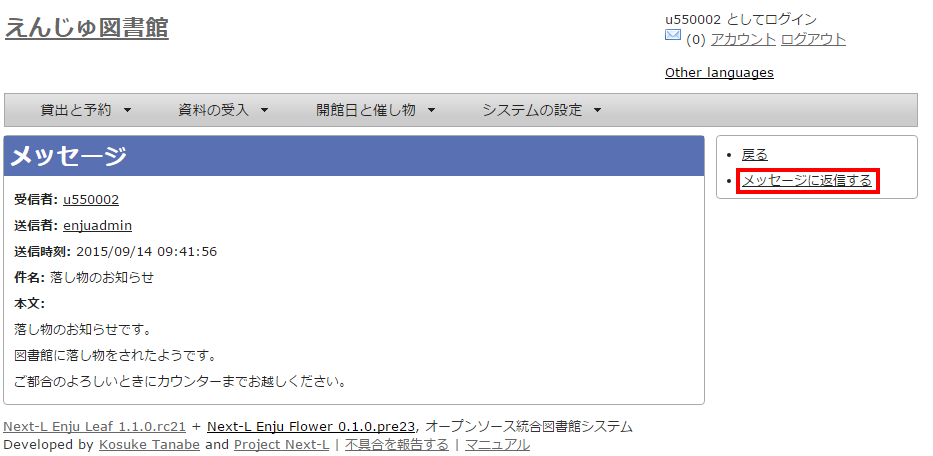 えんじゅ図書館
u550002 としてログイン
(0) アカウント ログアウト
Other languages
貸出と予約
資料の受入
開館日と催し物
システムの設定
メッセージ
受信者: u550002
送信者: enjuadmin
送信時刻: 2015/09/14 09:41:56
件名: 落し物のお知らせ
本文:
落し物のお知らせです。
図書館に落し物をされたようです。
ご都合のよろしいときにカウンターまでお越しください。
戻る
メッセージに返信する
Next-L Enju Leaf 1.1.0.rc21 + Next-L Enju Flower 0.1.0.pre23, オープンソース統合図書館システム
Developed by Kosuke Tanabe and Project Next-L | 不具合を報告する | マニュアル